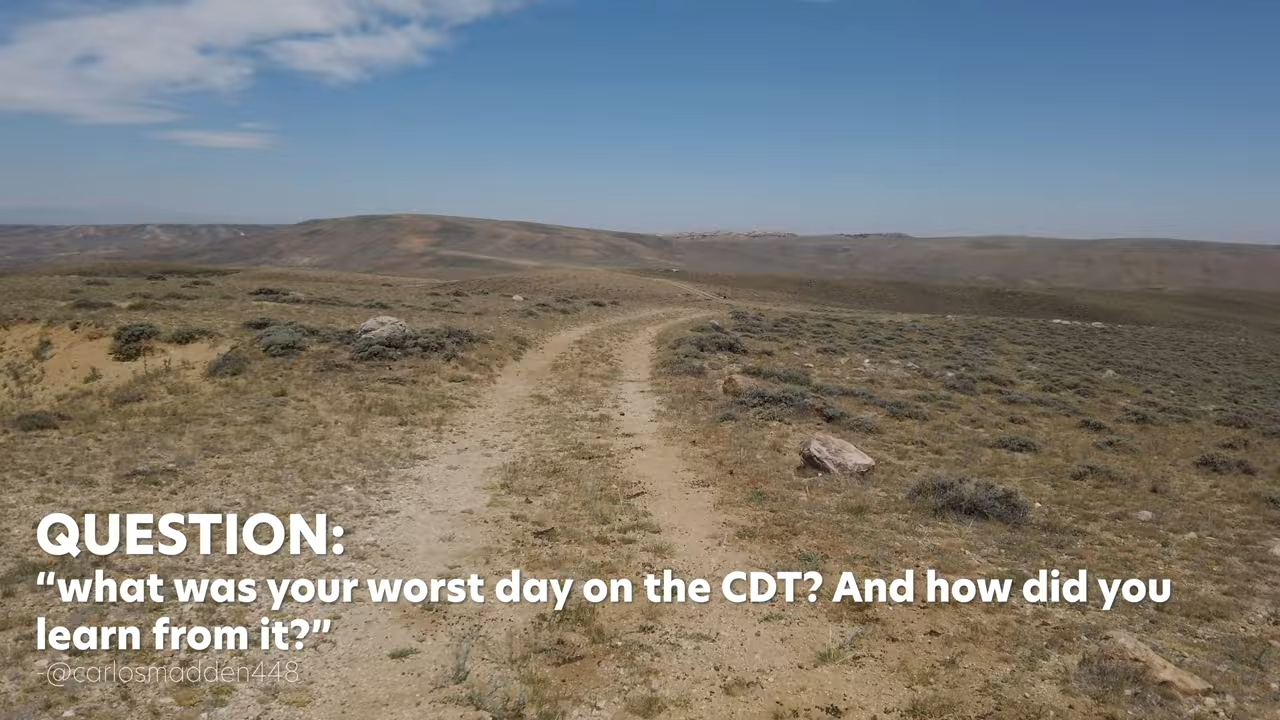 QUESTION:
“what was your worst day on the CDT? And how did you
learn from it?”
-@carlosmadden448